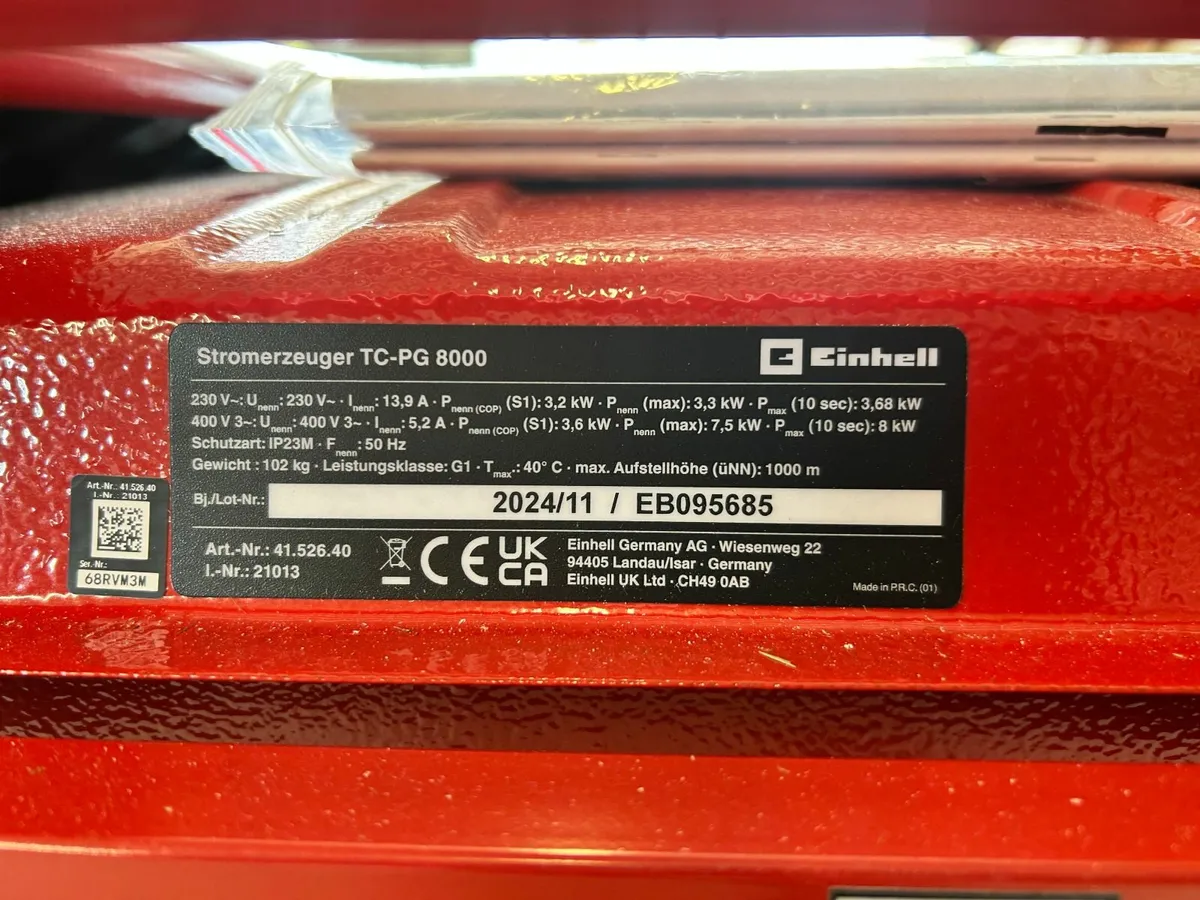 Stromerzeuger TC-PG 8000
Einhell
230 V~: Unenn: 230 V~ · Inenn: 13,9 A · Pnenn (COP) (S1): 3,2 kW · Pnenn (max): 3,3 kW · Pmax (10 sec): 3,68 kW
400 V 3~: Unenn: 400 V 3~ · Inenn: 5,2 A · Pnenn (COP) (S1): 3,6 kW · Pnenn (max): 7,5 kW · Pmax (10 sec): 8 kW
Schutzart: IP23M · Fnenn: 50 Hz
Gewicht : 102 kg · Leistungsklasse: G1 · Tmax.: 40° C · max. Aufstellhöhe (üNN): 1000 m
Bj./Lot-Nr.: 2024/11 / EB095685
Art.-Nr.: 41.526.40
I.-Nr.: 21013
CE
UK
CA
Einhell Germany AG · Wiesenweg 22
94405 Landau/Isar · Germany
Einhell UK Ltd · CH49 0AB
Made in P.R.C. (01)
Art.-Nr.: 41.526.40
I.-Nr.: 21013
Ser.-Nr.:
68RVM3M